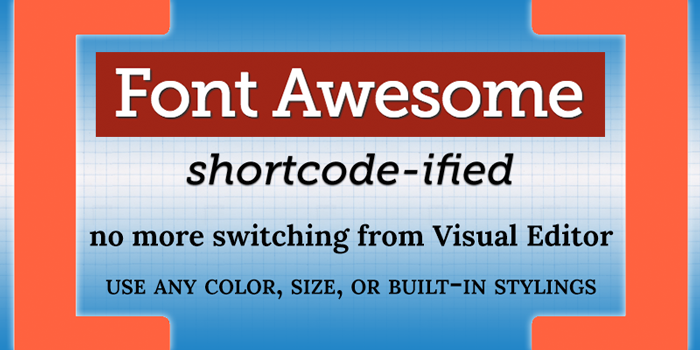 Font Awesome
shortcode-ified
no more switching from Visual Editor
USE ANY COLOR, SIZE, OR BUILT-IN STYLINGS